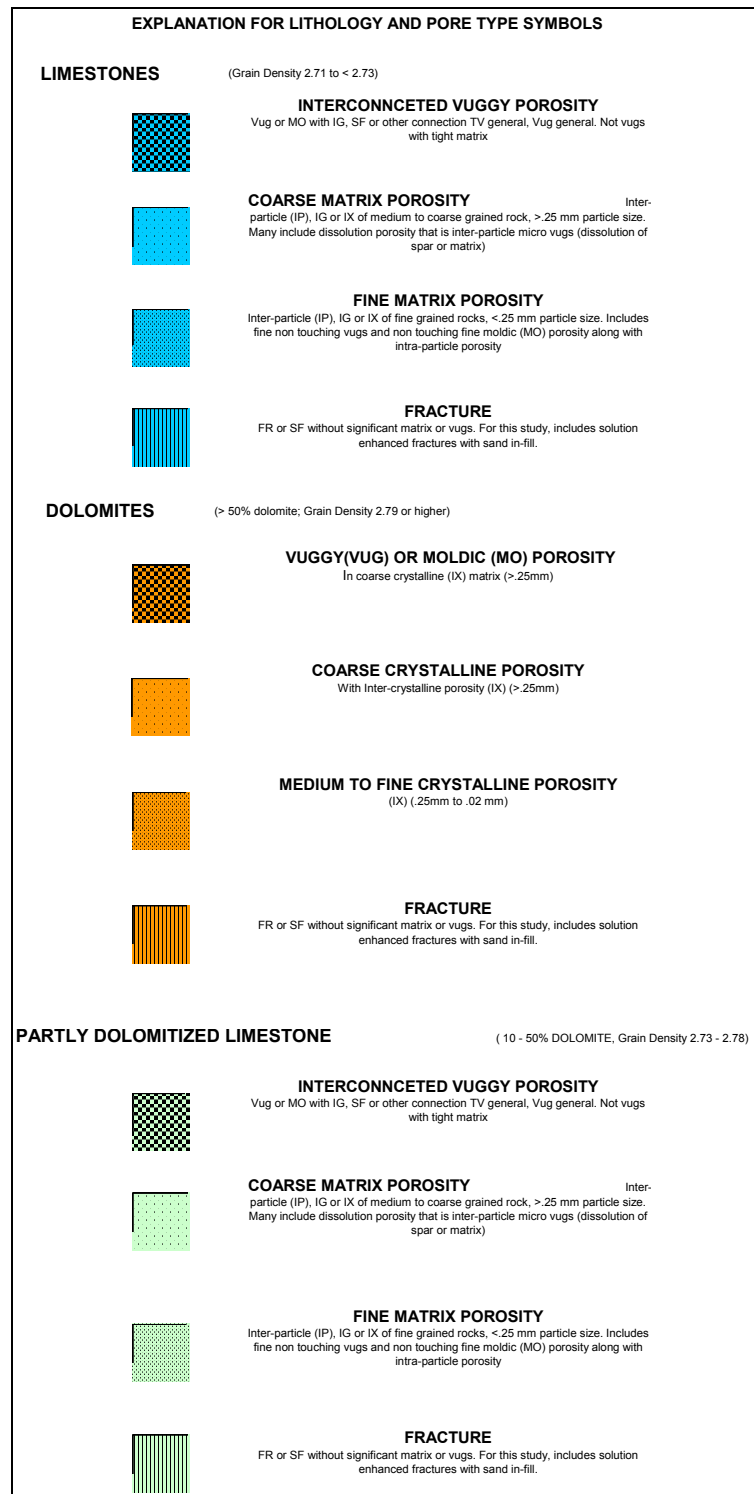 EXPLANATION FOR LITHOLOGY AND PORE TYPE SYMBOLS
LIMESTONES (Grain Density 2.71 to < 2.73)
INTERCONNCETED VUGGY POROSITY
Vug or MO with IG, SF or other connection TV general, Vug general. Not vugs
with tight matrix
COARSE MATRIX POROSITY Inter-
particle (IP), IG or IX of medium to coarse grained rock, >.25 mm particle size.
Many include dissolution porosity that is inter-particle micro vugs (dissolution of
spar or matrix)
FINE MATRIX POROSITY
Inter-particle (IP), IG or IX of fine grained rocks, <.25 mm particle size. Includes
fine non touching vugs and non touching fine moldic (MO) porosity along with
intra-particle porosity
FRACTURE
FR or SF without significant matrix or vugs. For this study, includes solution
enhanced fractures with sand in-fill.
DOLOMITES (> 50% dolomite; Grain Density 2.79 or higher)
VUGGY(VUG) OR MOLDIC (MO) POROSITY
In coarse crystalline (IX) matrix (>.25mm)
COARSE CRYSTALLINE POROSITY
With Inter-crystalline porosity (IX) (>.25mm)
MEDIUM TO FINE CRYSTALLINE POROSITY
(IX) (.25mm to .02 mm)
FRACTURE
FR or SF without significant matrix or vugs. For this study, includes solution
enhanced fractures with sand in-fill.
PARTLY DOLOMITIZED LIMESTONE ( 10 - 50% DOLOMITE, Grain Density 2.73 - 2.78)
INTERCONNCETED VUGGY POROSITY
Vug or MO with IG, SF or other connection TV general, Vug general. Not vugs
with tight matrix
COARSE MATRIX POROSITY Inter-
particle (IP), IG or IX of medium to coarse grained rock, >.25 mm particle size.
Many include dissolution porosity that is inter-particle micro vugs (dissolution of
spar or matrix)
FINE MATRIX POROSITY
Inter-particle (IP), IG or IX of fine grained rocks, <.25 mm particle size. Includes
fine non touching vugs and non touching fine moldic (MO) porosity along with
intra-particle porosity
FRACTURE
FR or SF without significant matrix or vugs. For this study, includes solution
enhanced fractures with sand in-fill.